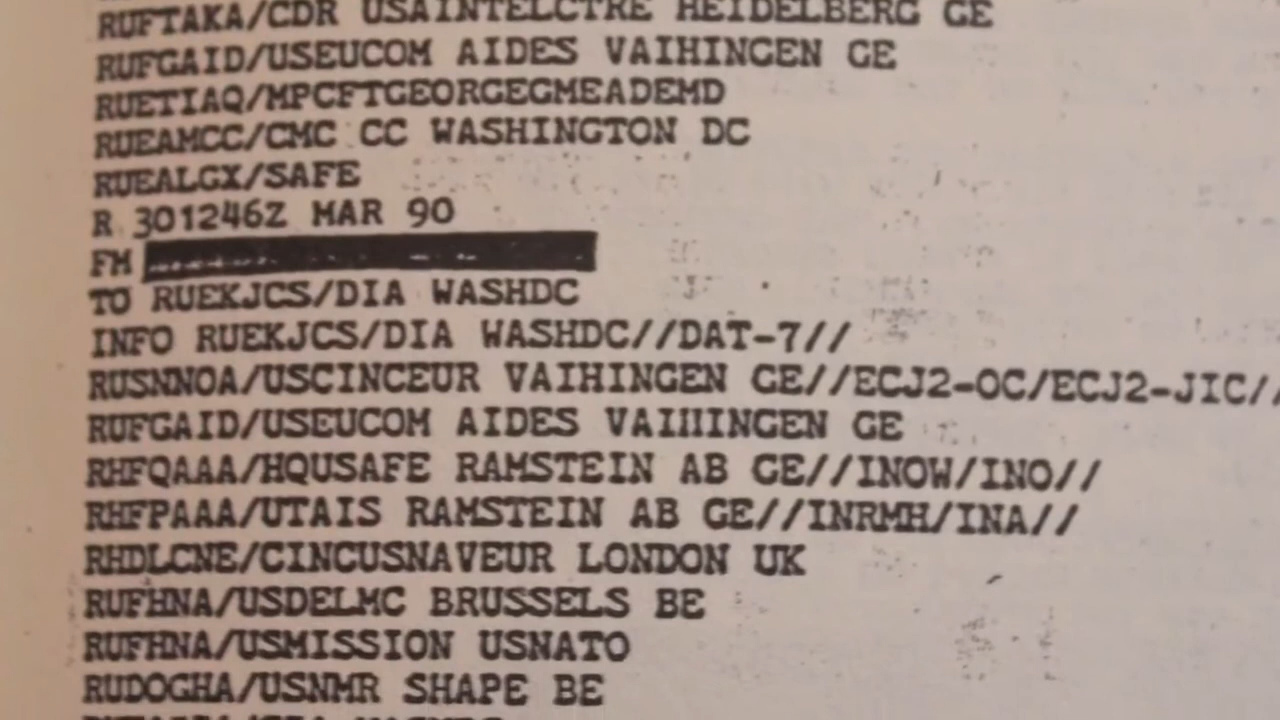 RUFTAKA/CDR USAINTELCTRE HEIDELBERG GE
RUFGAID/USEUCOM AIDES VAIHINGEN GE
RUETIAQ/MPCFTGEORGEGMEADEMD
RUEAMCC/CMC CC WASHINGTON DC
RUEALGX/SAFE
R 301246Z MAR 90
FM
TO RUEKJCS/DIA WASHDC
INFO RUEKJCS/DIA WASHDC//DAT-7//
RUSNNOA/USCINCEUR VAIHINGEN GE//ECJ2-OC/ECJ2-JIC//
RUFGAID/USEUCOM AIDES VAIHINGEN GE
RHFQAAA/HQUSAFE RAMSTEIN AB GE//INOW/INO//
RHFPAAA/UTAIS RAMSTEIN AB GE//INRMH/INA//
RHDLCNE/CINCUSNAVEUR LONDON UK
RUFHNA/USDELMC BRUSSELS BE
RUFHNA/USMISSION USNATO
RUDOGHA/USNMR SHAPE BE